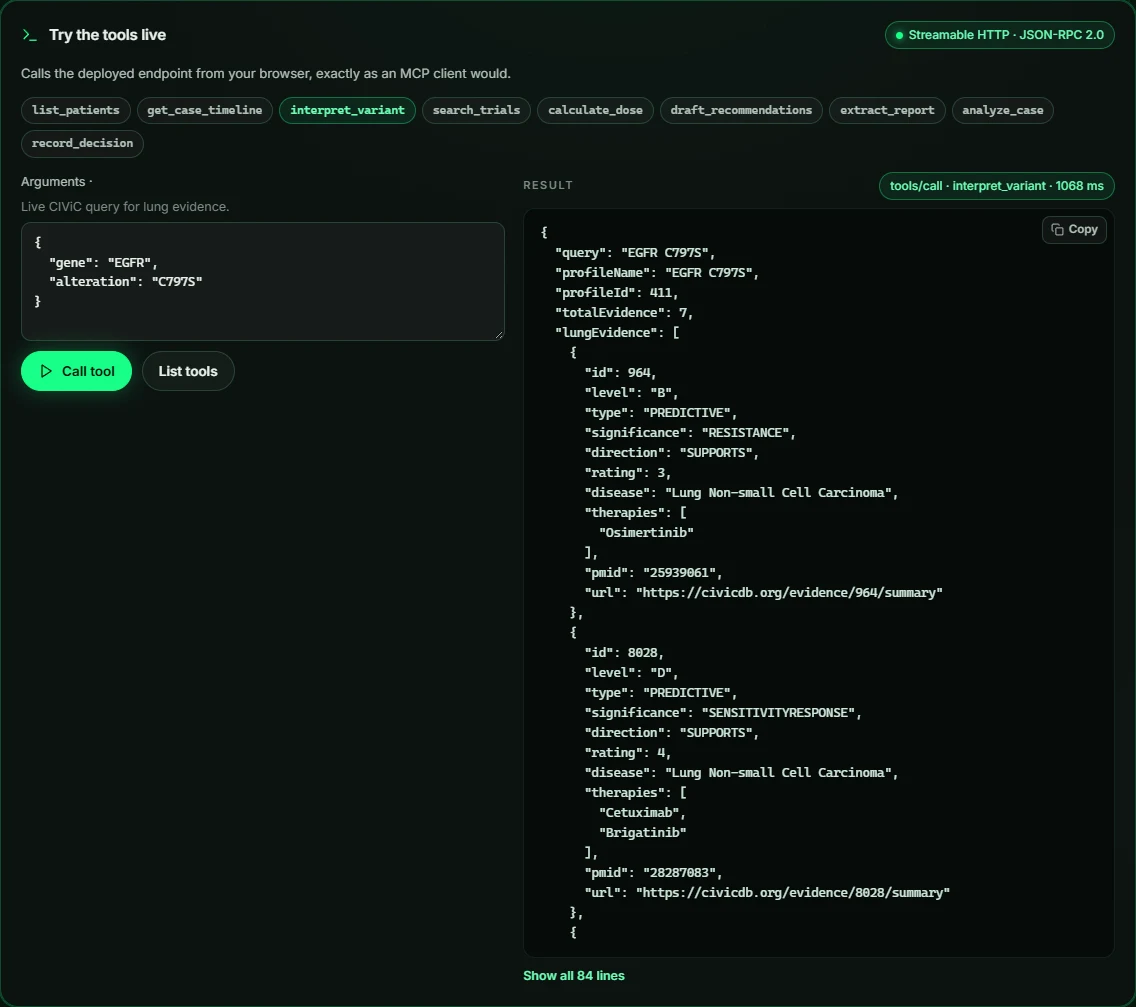 Try the tools live
Streamable HTTP · JSON-RPC 2.0
Calls the deployed endpoint from your browser, exactly as an MCP client would.
list_patients
get_case_timeline
interpret_variant
search_trials
calculate_dose
draft_recommendations
extract_report
analyze_case
record_decision
Arguments ·
Live CIViC query for lung evidence.
{
  "gene": "EGFR",
  "alteration": "C797S"
}
Call tool
List tools
RESULT
tools/call · interpret_variant · 1068 ms
Copy
{
  "query": "EGFR C797S",
  "profileName": "EGFR C797S",
  "profileId": 411,
  "totalEvidence": 7,
  "lungEvidence": [
    {
      "id": 964,
      "level": "B",
      "type": "PREDICTIVE",
      "significance": "RESISTANCE",
      "direction": "SUPPORTS",
      "rating": 3,
      "disease": "Lung Non-small Cell Carcinoma",
      "therapies": [
        "Osimertinib"
      ],
      "pmid": "25939061",
      "url": "https://civicdb.org/evidence/964/summary"
    },
    {
      "id": 8028,
      "level": "D",
      "type": "PREDICTIVE",
      "significance": "SENSITIVITYRESPONSE",
      "direction": "SUPPORTS",
      "rating": 4,
      "disease": "Lung Non-small Cell Carcinoma",
      "therapies": [
        "Cetuximab",
        "Brigatinib"
      ],
      "pmid": "28287083",
      "url": "https://civicdb.org/evidence/8028/summary"
    },
    {
Show all 84 lines